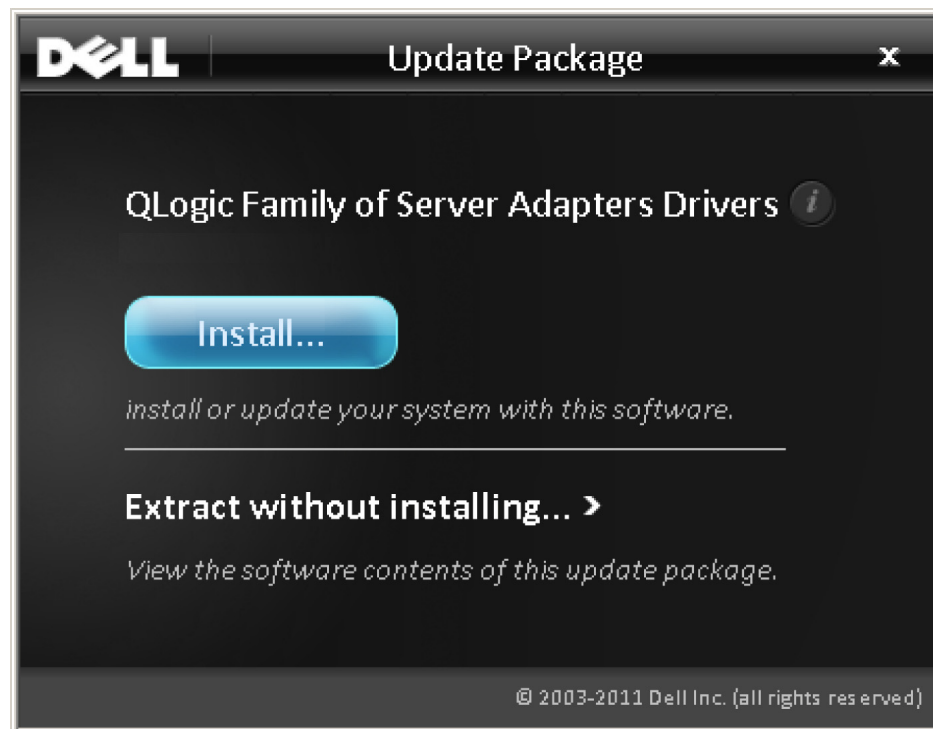 DELL
Update Package
x
QLogic Family of Server Adapters Drivers i
Install...
install or update your system with this software.
Extract without installing... >
View the software contents of this update package.
© 2003-2011 Dell Inc. (all rights reserved)